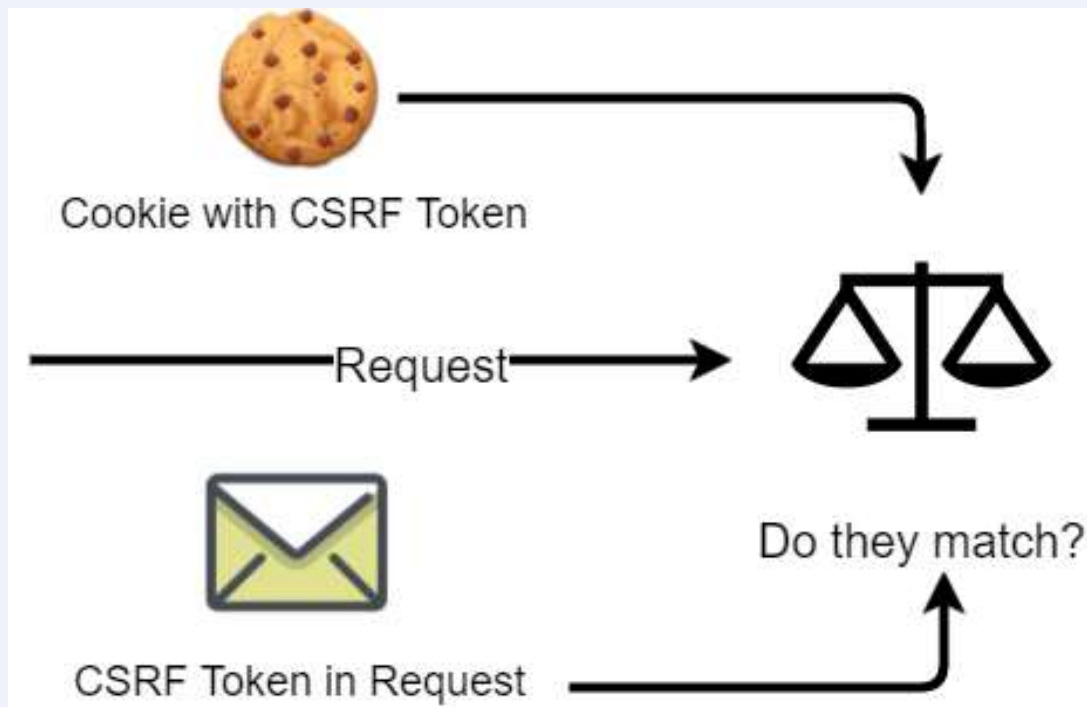 Cookie with CSRF Token
Request
Do they match?
CSRF Token in Request